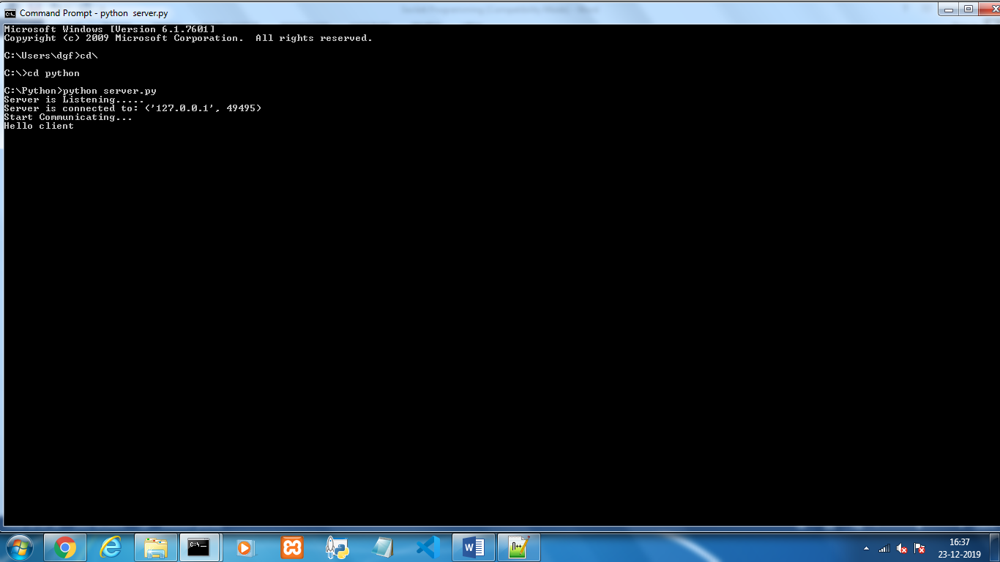 Command Prompt - python  server.py
Microsoft Windows [Version 6.1.7601]
Copyright (c) 2009 Microsoft Corporation.  All rights reserved.
C:\Users\dgf>cd\
C:\>cd python
C:\Python>python server.py
Server is Listening.....
Server is connected to: ('127.0.0.1', 49495)
Start Communicating...
Hello client
16:37
23-12-2019